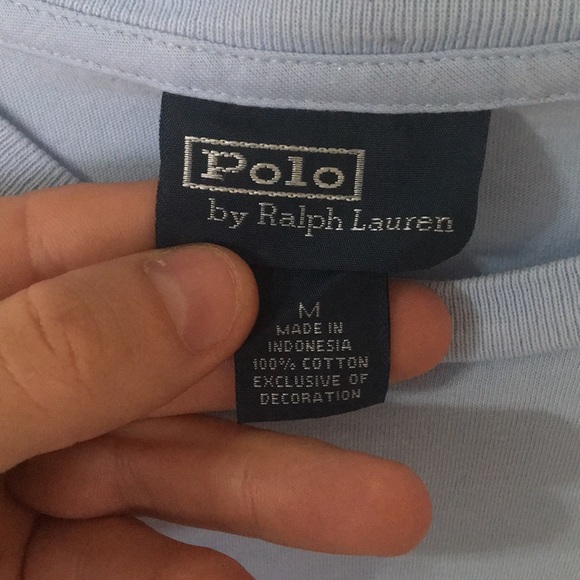 Polo
by Ralph Lauren
M
MADE IN
INDONESIA
100% COTTON
EXCLUSIVE OF
DECORATION